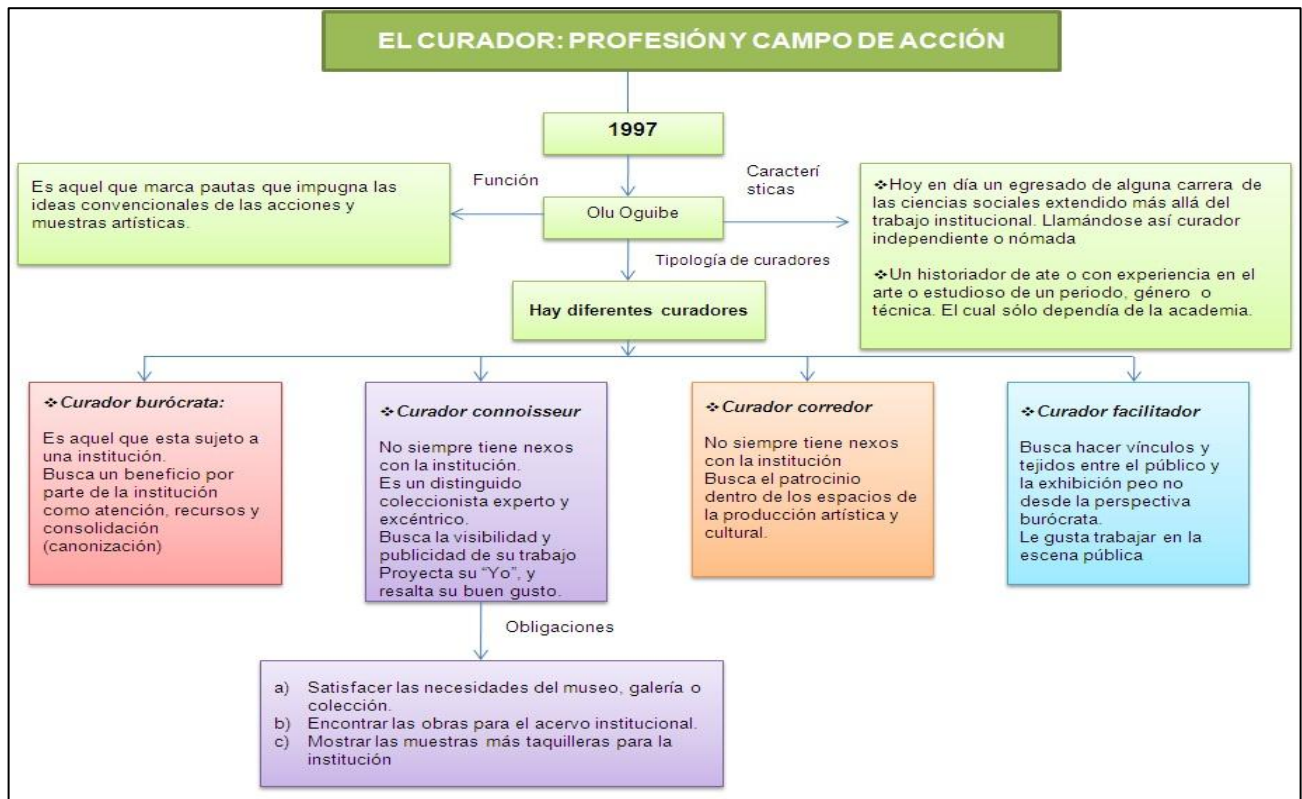 EL CURADOR: PROFESIÓN Y CAMPO DE ACCIÓN
1997
Es aquel que marca pautas que impugna las
ideas convencionales de las acciones y
muestras artísticas.
Función
Olu Oguibe
Caracterí
sticas
❖Hoy en día un egresado de alguna carrera de
las ciencias sociales extendido más allá del
trabajo institucional. Llamándose así curador
independiente o nómada
❖Un historiador de ate o con experiencia en el
arte o estudioso de un periodo, género o
técnica. El cual sólo dependía de la academia.
Tipología de curadores
Hay diferentes curadores
❖Curador burócrata:
Es aquel que esta sujeto a
una institución.
Busca un beneficio por
parte de la institución
como atención, recursos y
consolidación
(canonización)
❖Curador connoisseur
No siempre tiene nexos
con la institución.
Es un distinguido
coleccionista experto y
excéntrico.
Busca la visibilidad y
publicidad de su trabajo
Proyecta su "Yo", y
resalta su buen gusto.
❖Curador corredor
No siempre tiene nexos
con la institución
Busca el patrocinio
dentro de los espacios de
la producción artística y
cultural.
❖Curador facilitador
Busca hacer vínculos y
tejidos entre el público y
la exhibición peo no
desde la perspectiva
burócrata.
Le gusta trabajar en la
escena pública
Obligaciones
a) Satisfacer las necesidades del museo, galería o
colección.
b) Encontrar las obras para el acervo institucional.
c) Mostrar las muestras más taquilleras para la
institución